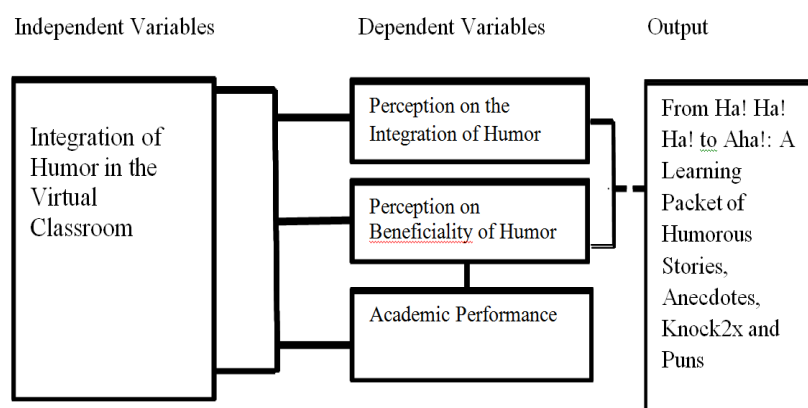 Independent Variables
Dependent Variables
Output
Integration of
Humor in the
Virtual
Classroom
Perception on the
Integration of Humor
Perception on
Beneficiality of Humor
Academic Performance
From Ha! Ha!
Ha! to Aha!: A
Learning
Packet of
Humorous
Stories,
Anecdotes,
Knock2x and
Puns